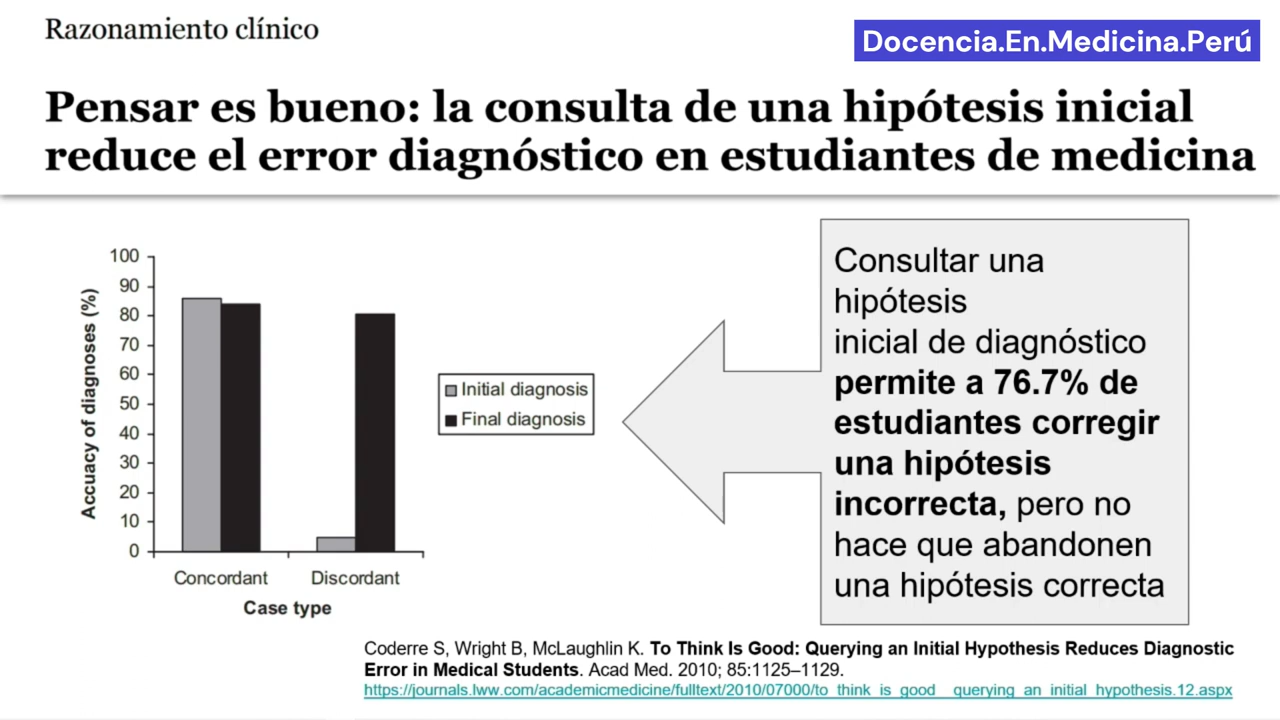 Razonamiento clínico
Docencia.En.Medicina.Perú
Pensar es bueno: la consulta de una hipótesis inicial
reduce el error diagnóstico en estudiantes de medicina
100
90
80
70
60
50
40
30
20
10
0
Accuacy of diagnoses (%)
Concordant
Discordant
Case type
Initial diagnosis
Final diagnosis
Consultar una
hipótesis
inicial de diagnóstico
permite a 76.7% de
estudiantes corregir
una hipótesis
incorrecta, pero no
hace que abandonen
una hipótesis correcta
Coderre S, Wright B, McLaughlin K. To Think Is Good: Querying an Initial Hypothesis Reduces Diagnostic
Error in Medical Students. Acad Med. 2010; 85:1125–1129.
https://journals.lww.com/academicmedicine/fulltext/2010/07000/to_think_is_good__querying_an_initial_hypothesis.12.aspx